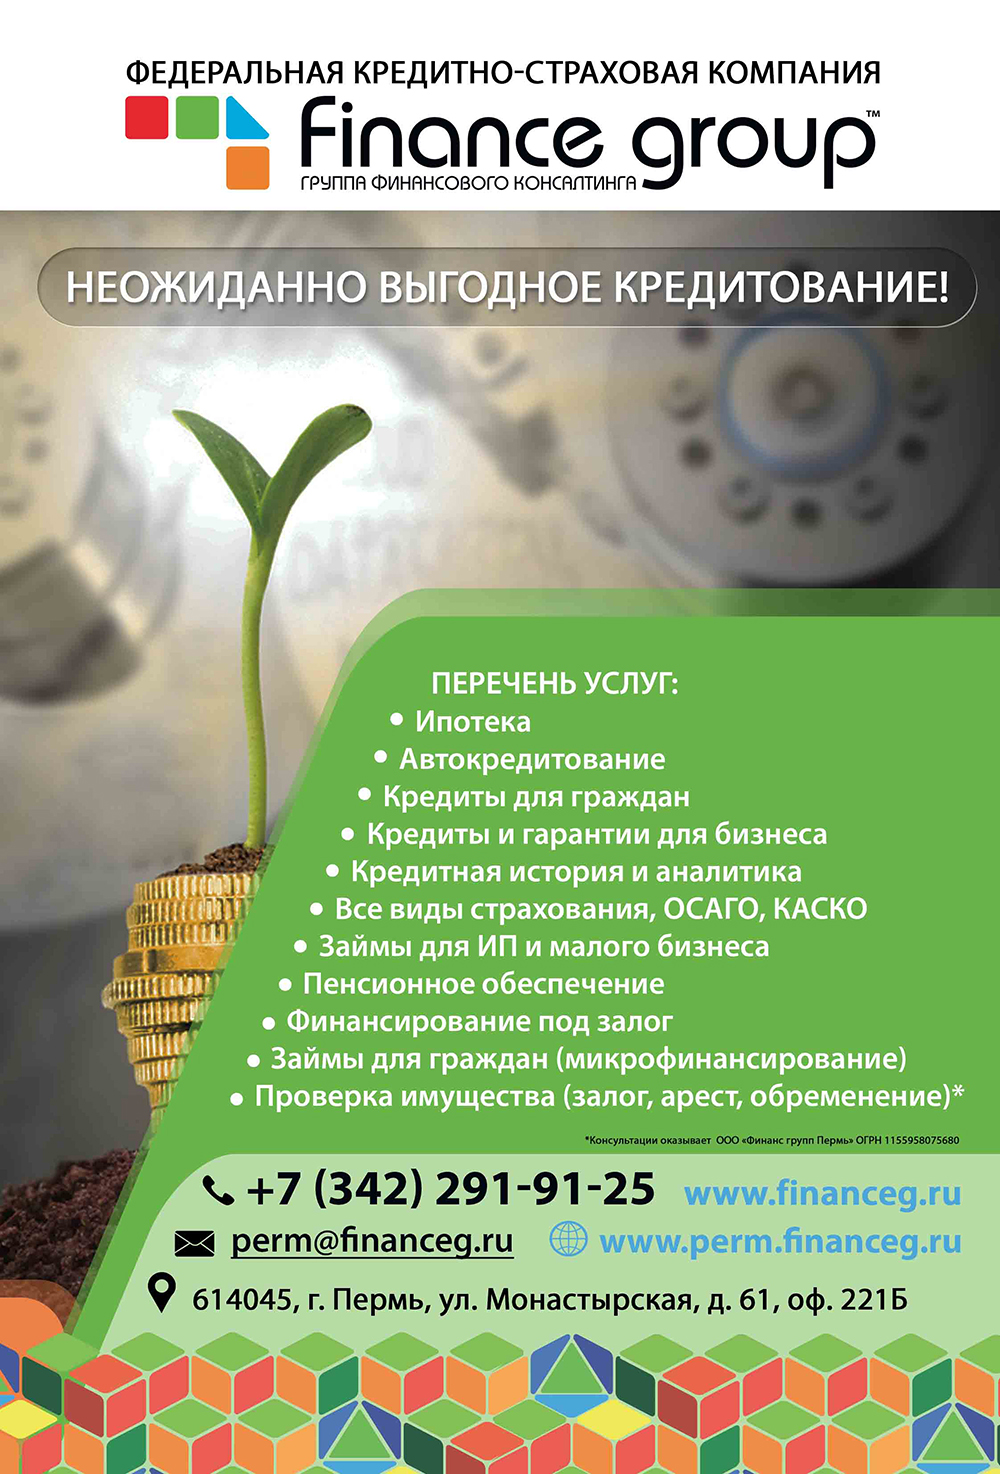 ФЕДЕРАЛЬНАЯ КРЕДИТНО-СТРАХОВАЯ КОМПАНИЯ
Finance group™
ГРУППА ФИНАНСОВОГО КОНСАЛТИНГА
НЕОЖИДАННО ВЫГОДНОЕ КРЕДИТОВАНИЕ!
ПЕРЕЧЕНЬ УСЛУГ:
• Ипотека
• Автокредитование
• Кредиты для граждан
• Кредиты и гарантии для бизнеса
• Кредитная история и аналитика
• Все виды страхования, ОСАГО, КАСКО
• Займы для ИП и малого бизнеса
• Пенсионное обеспечение
• Финансирование под залог
• Займы для граждан (микрофинансирование)
• Проверка имущества (залог, арест, обременение)*
*Консультации оказывает ООО «Финанс групп Пермь» ОГРН 1155958075680
+7 (342) 291-91-25 www.financeg.ru
perm@financeg.ru www.perm.financeg.ru
614045, г. Пермь, ул. Монастырская, д. 61, оф. 221Б